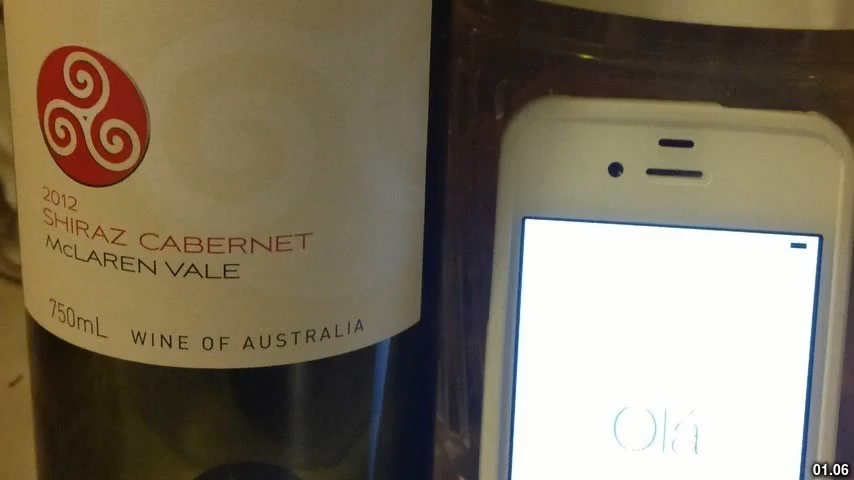 2012
SHIRAZ CABERNET
McLAREN VALE
750mL WINE OF AUSTRALIA
Olá
01.06